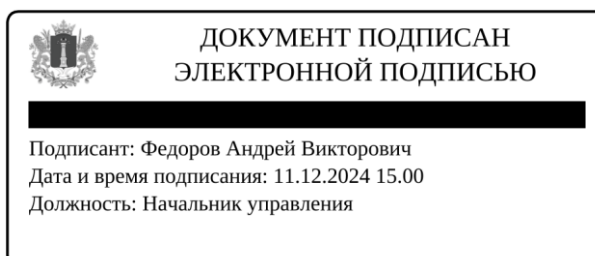 ДОКУМЕНТ ПОДПИСАН
ЭЛЕКТРОННОЙ ПОДПИСЬЮ
Подписант: Федоров Андрей Викторович
Дата и время подписания: 11.12.2024 15.00
Должность: Начальник управления